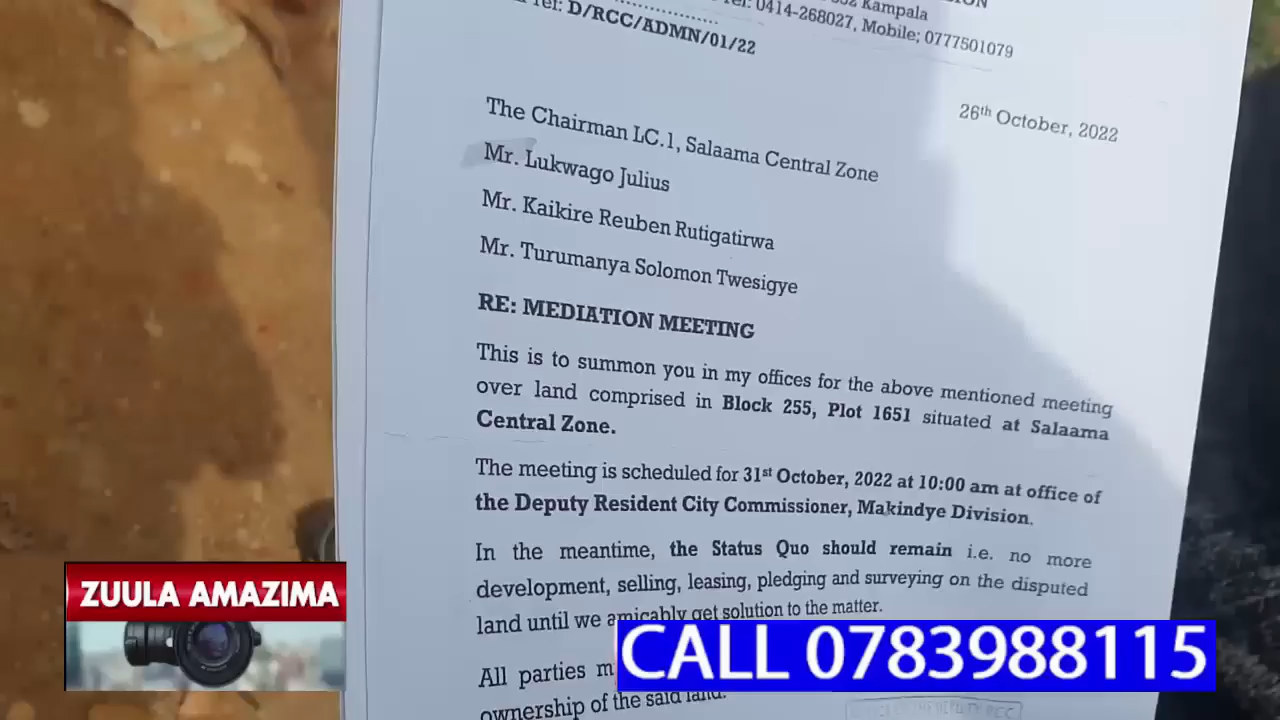 Kampala
0414-268027, Mobile; 0777501079
D/RCC/ADMN/01/22
26th October, 2022
The Chairman LC.1, Salaama Central Zone
Mr. Lukwago Julius
Mr. Kaikire Reuben Rutigatirwa
Mr. Turumanya Solomon Twesigye
RE: MEDIATION MEETING
This is to summon you in my offices for the above mentioned meeting
over land comprised in Block 255, Plot 1651 situated at Salaama
Central Zone.
The meeting is scheduled for 31st October, 2022 at 10:00 am at office of
the Deputy Resident City Commissioner, Makindye Division.
In the meantime, the Status Quo should remain i.e. no more
development, selling, leasing, pledging and surveying on the disputed
land until we amicably get solution to the matter.
All parties
ownership of the said land.
ZUULA AMAZIMA
CALL 0783988115